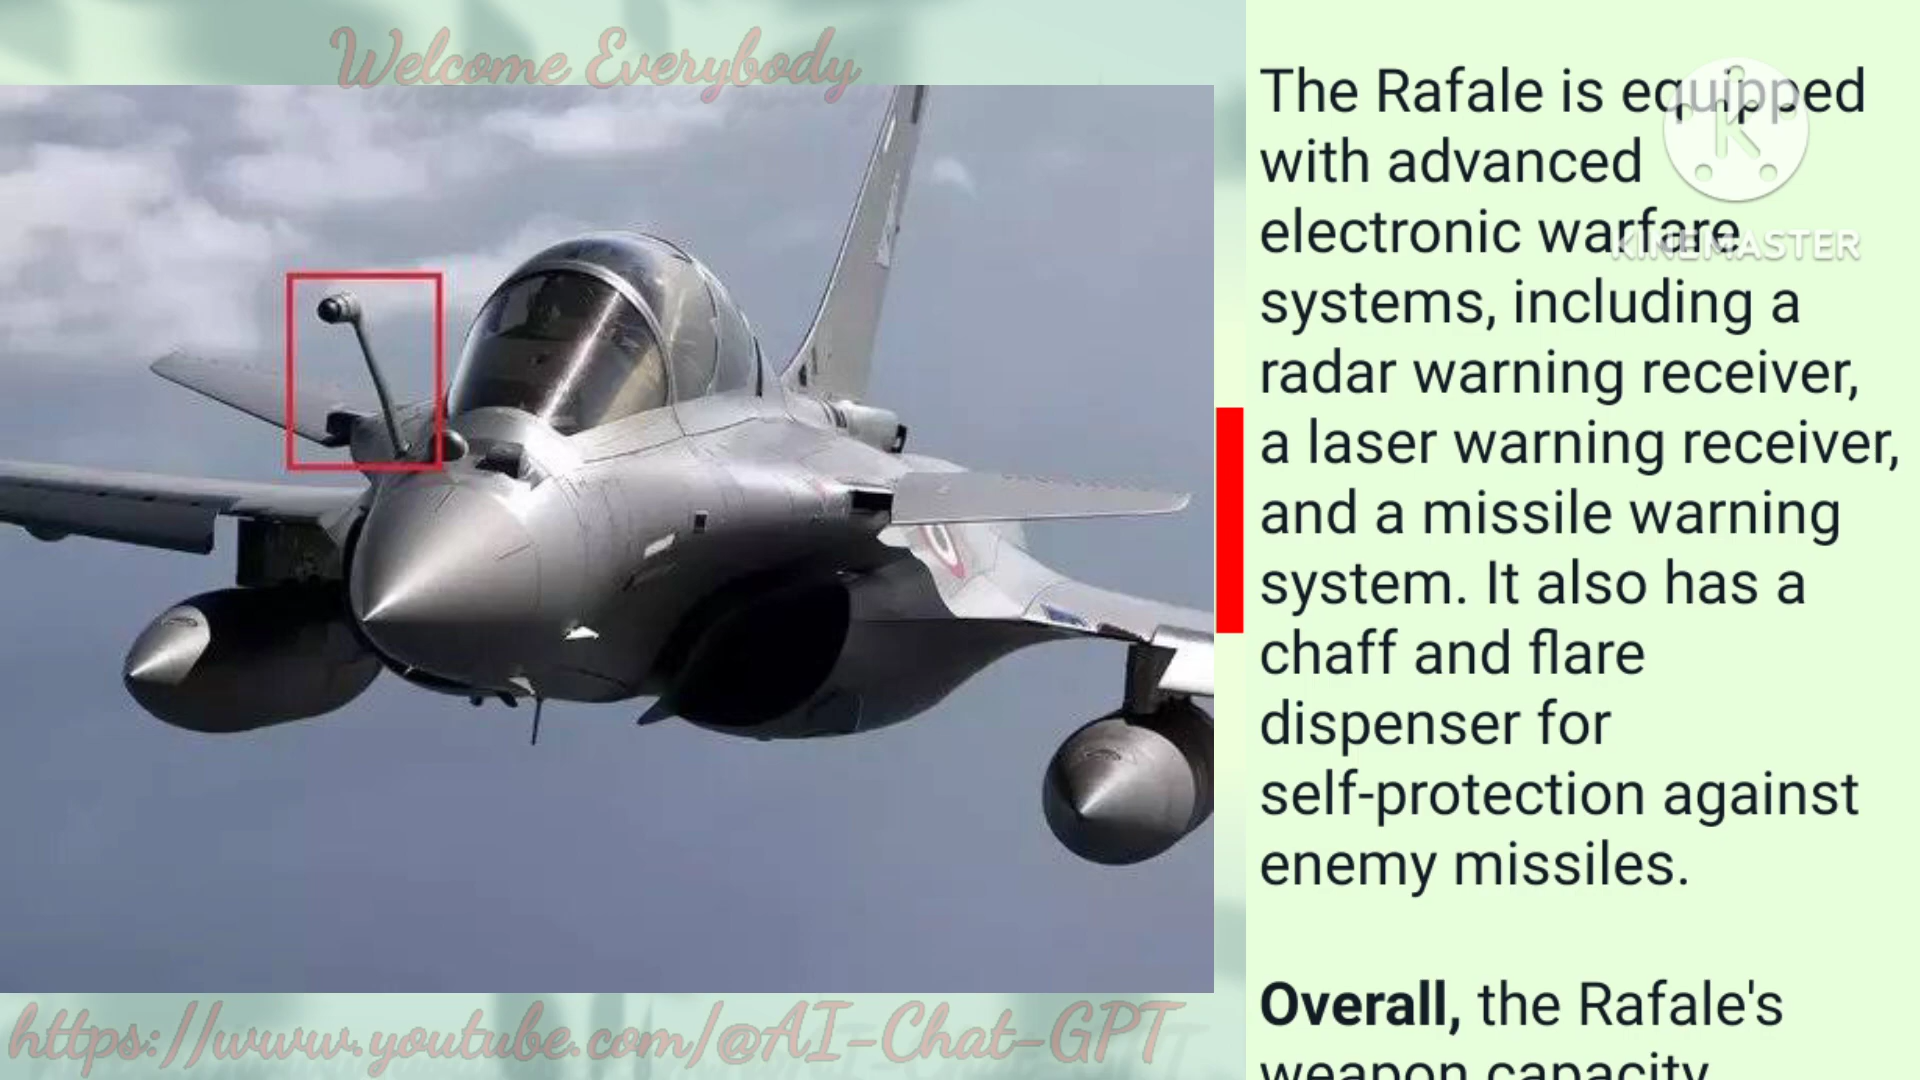 Welcome Everybody
The Rafale is equipped
with advanced
electronic warfare
systems, including a
radar warning receiver,
a laser warning receiver,
and a missile warning
system. It also has a
chaff and flare
dispenser for
self-protection against
enemy missiles.
Overall, the Rafale's
weapon capacity
K
KINEMASTER
https://www.youtube.com/@AI-Chat-GPT